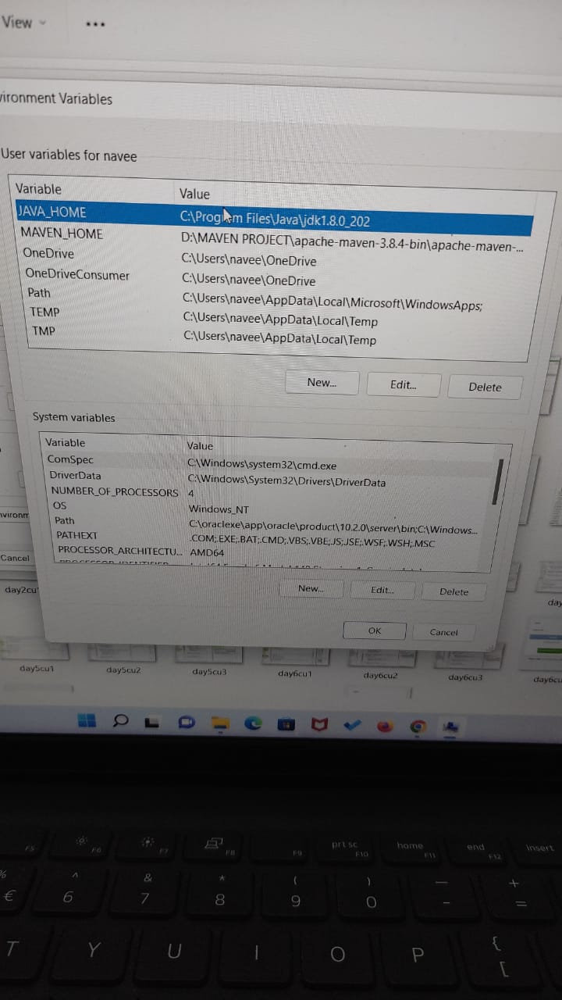 View
•••
vironment Variables
User variables for navee
Variable Value
JAVA_HOME C:\Program Files\Java\jdk1.8.0_202
MAVEN_HOME D:\MAVEN PROJECT\apache-maven-3.8.4-bin\apache-maven-...
OneDrive C:\Users\navee\OneDrive
OneDriveConsumer C:\Users\navee\OneDrive
Path C:\Users\navee\AppData\Local\Microsoft\WindowsApps;
TEMP C:\Users\navee\AppData\Local\Temp
TMP C:\Users\navee\AppData\Local\Temp
New... Edit... Delete
System variables
Variable Value
ComSpec C:\Windows\system32\cmd.exe
DriverData C:\Windows\System32\Drivers\DriverData
NUMBER_OF_PROCESSORS 4
OS Windows_NT
Path C:\oraclexe\app\oracle\product\10.2.0\server\bin;C:\Windows...
PATHEXT .COM;.EXE;.BAT;.CMD;.VBS;.VBE;.JS;.JSE;.WSF;.WSH;.MSC
PROCESSOR_ARCHITECTU... AMD64
vironm
Cancel
New... Edit... Delete
day2cu
day
OK Cancel
day5cu1 day5cu2 day5cu3 day6cu1 day6cu2 day6cu3 day6cu
F5 F6 F7 F8 F9 prt sc F10 home F11 end F12 insert
% € ^ 6 & 7 * 8 ( 9 ) 0 — - + =
T Y U I O P { [